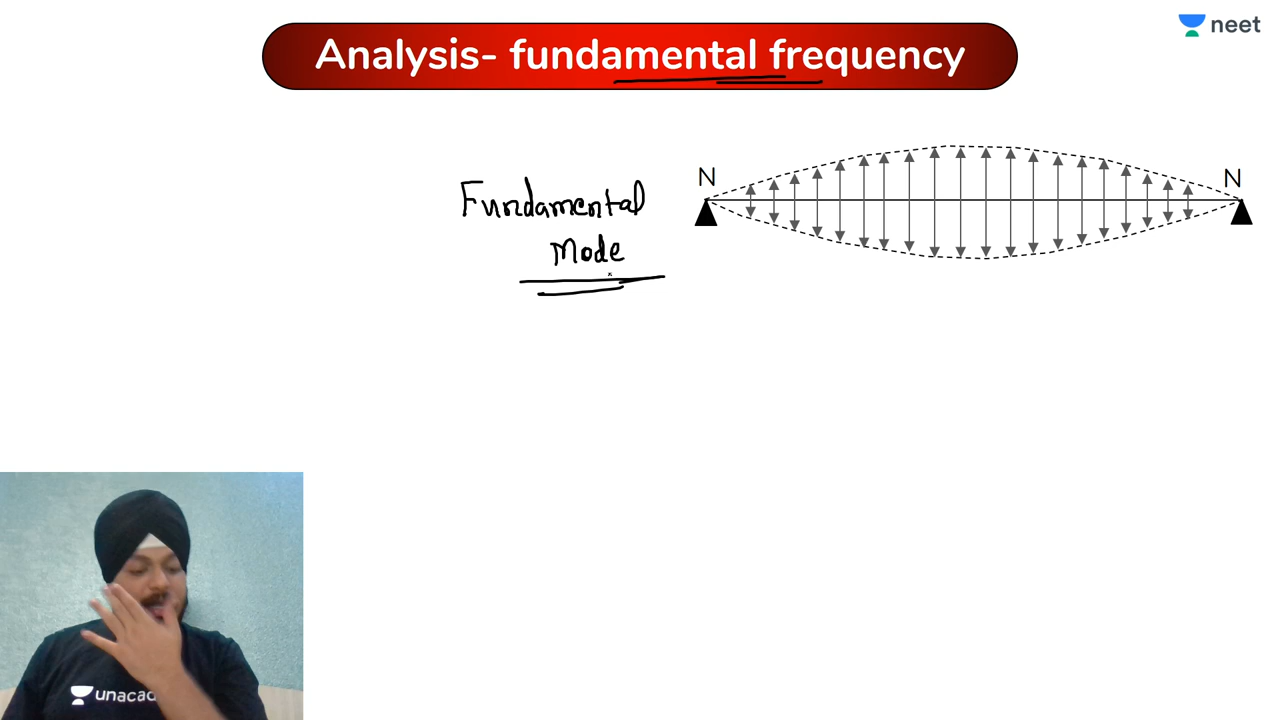 Analysis- fundamental frequency
neet
N
N
Fundamental
Mode
unacad